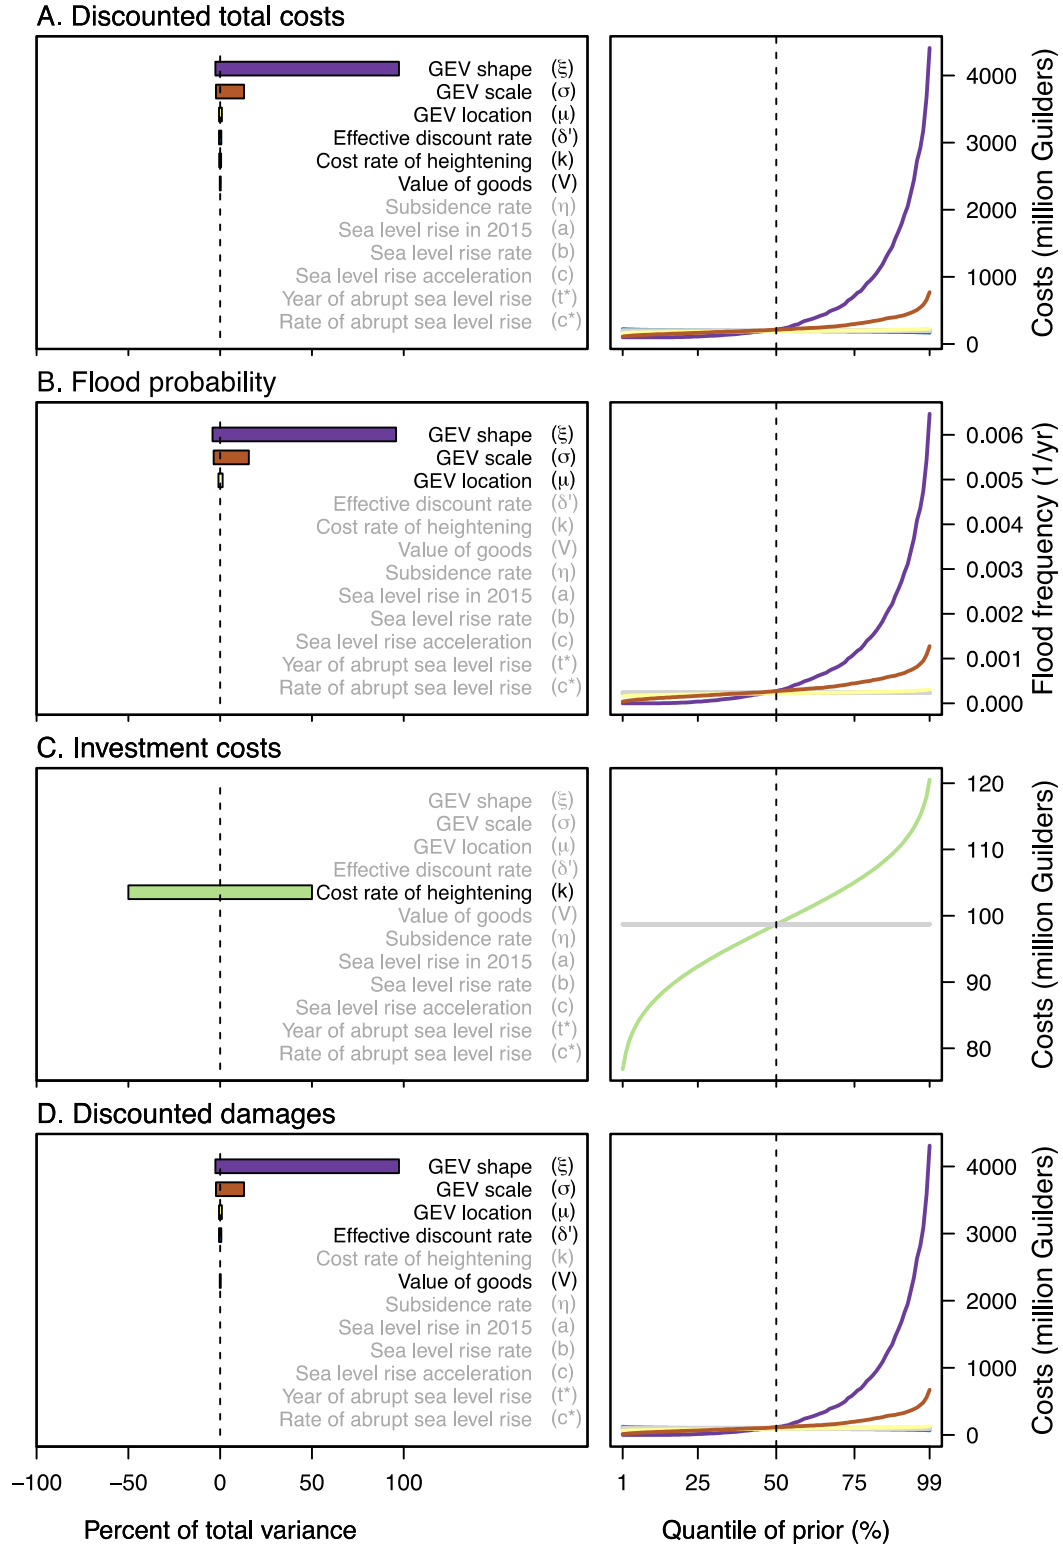 A. Discounted total costs
GEV shape (ξ)
GEV scale (σ)
GEV location (μ)
Effective discount rate (δ')
Cost rate of heightening (k)
Value of goods (V)
Subsidence rate (η)
Sea level rise in 2015 (a)
Sea level rise rate (b)
Sea level rise acceleration (c)
Year of abrupt sea level rise (t*)
Rate of abrupt sea level rise (c*)
4000
3000
2000
1000
0
Costs (million Guilders)
B. Flood probability
GEV shape (ξ)
GEV scale (σ)
GEV location (μ)
Effective discount rate (δ')
Cost rate of heightening (k)
Value of goods (V)
Subsidence rate (η)
Sea level rise in 2015 (a)
Sea level rise rate (b)
Sea level rise acceleration (c)
Year of abrupt sea level rise (t*)
Rate of abrupt sea level rise (c*)
0.006
0.005
0.004
0.003
0.002
0.001
0.000
Flood frequency (1/yr)
C. Investment costs
GEV shape (ξ)
GEV scale (σ)
GEV location (μ)
Effective discount rate (δ')
Cost rate of heightening (k)
Value of goods (V)
Subsidence rate (η)
Sea level rise in 2015 (a)
Sea level rise rate (b)
Sea level rise acceleration (c)
Year of abrupt sea level rise (t*)
Rate of abrupt sea level rise (c*)
120
110
100
90
80
Costs (million Guilders)
D. Discounted damages
GEV shape (ξ)
GEV scale (σ)
GEV location (μ)
Effective discount rate (δ')
Cost rate of heightening (k)
Value of goods (V)
Subsidence rate (η)
Sea level rise in 2015 (a)
Sea level rise rate (b)
Sea level rise acceleration (c)
Year of abrupt sea level rise (t*)
Rate of abrupt sea level rise (c*)
4000
3000
2000
1000
0
Costs (million Guilders)
−100 −50 0 50 100
Percent of total variance
1 25 50 75 99
Quantile of prior (%)